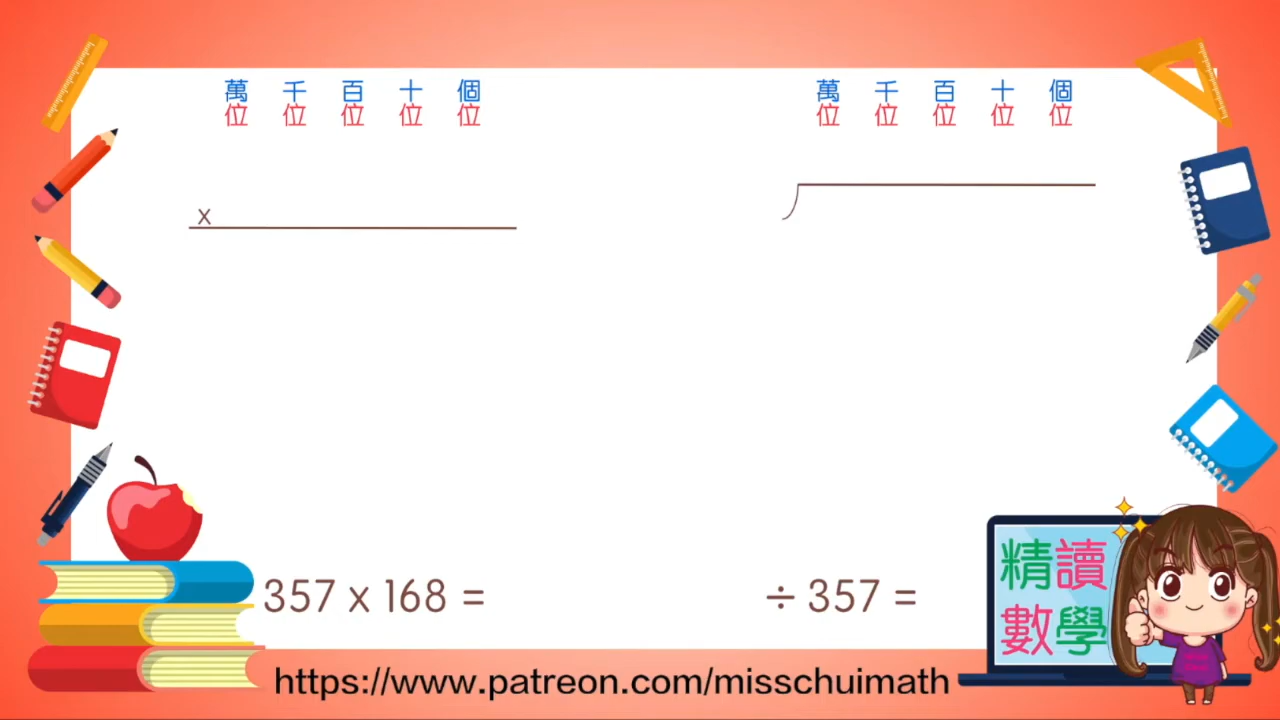 萬 千 百 十 個
位 位 位 位 位
萬 千 百 十 個
位 位 位 位 位
x
357 x 168 =
÷ 357 =
精讀
數學
https://www.patreon.com/misschuimath